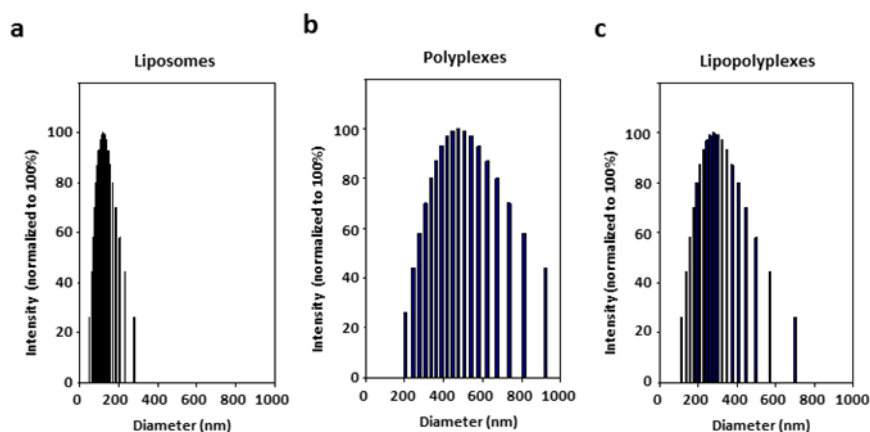 a
Liposomes
Intensity (normalized to 100%)
100
80
60
40
20
0
0 200 400 600 800 1000
Diameter (nm)
b
Polyplexes
Intensity (normalized to 100%)
100
80
60
40
20
0
0 200 400 600 800 1000
Diameter (nm)
c
Lipopolyplexes
Intensity (normalized to 100%)
100
80
60
40
20
0
0 200 400 600 800 1000
Diameter (nm)